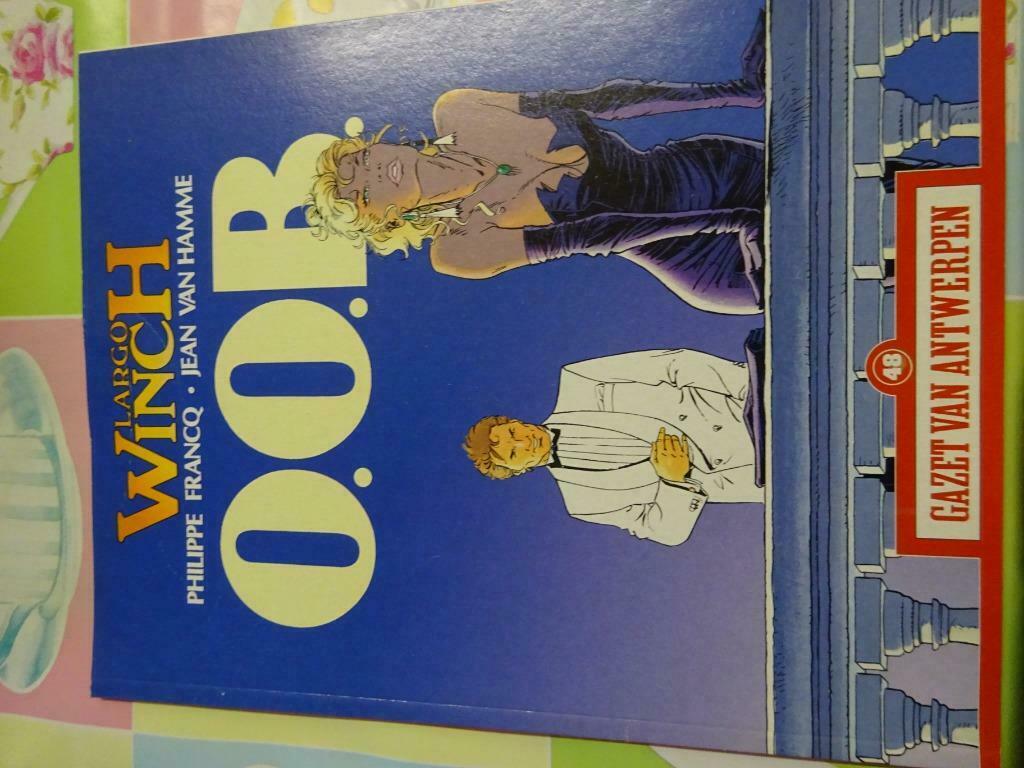 LARGO
WINCH
PHILIPPE FRANCQ • JEAN VAN HAMME
O.O.B.
48
GAZET VAN ANTWERPEN